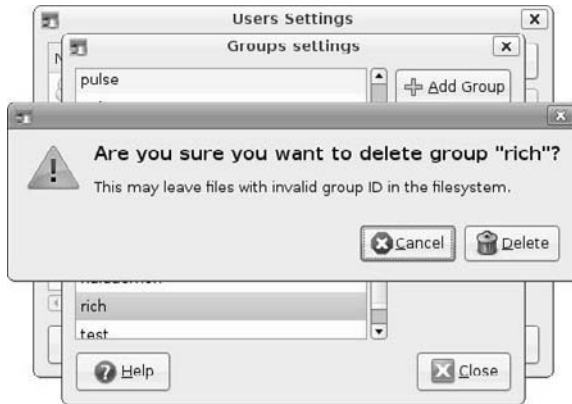 Users Settings
Groups settings
pulse
Add Group
Are you sure you want to delete group "rich"?
This may leave files with invalid group ID in the filesystem.
Cancel
Delete
rich
test
Help
Close